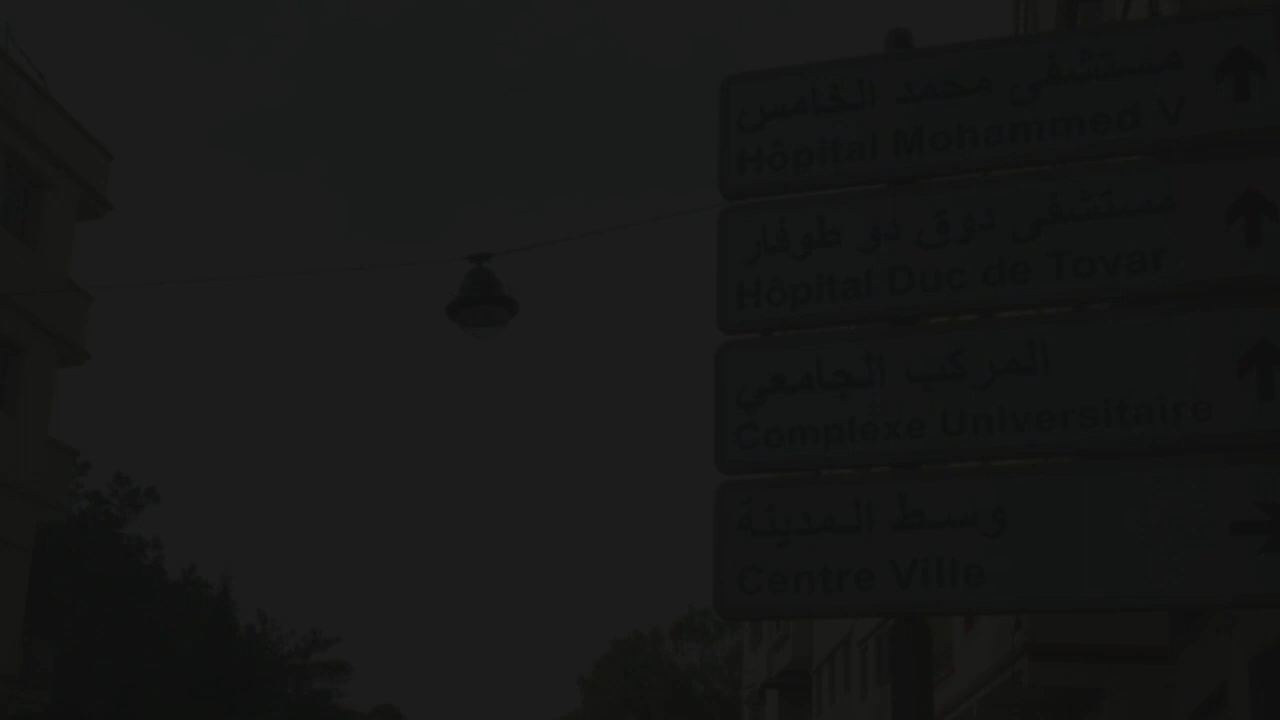 مستشفى محمد الخامس
Hôpital Mohammed V
مستشفى دوق دو طوفار
Hôpital Duc de Tovar
المركب الجامعي
Complexe Universitaire
وسط المدينة
Centre Ville